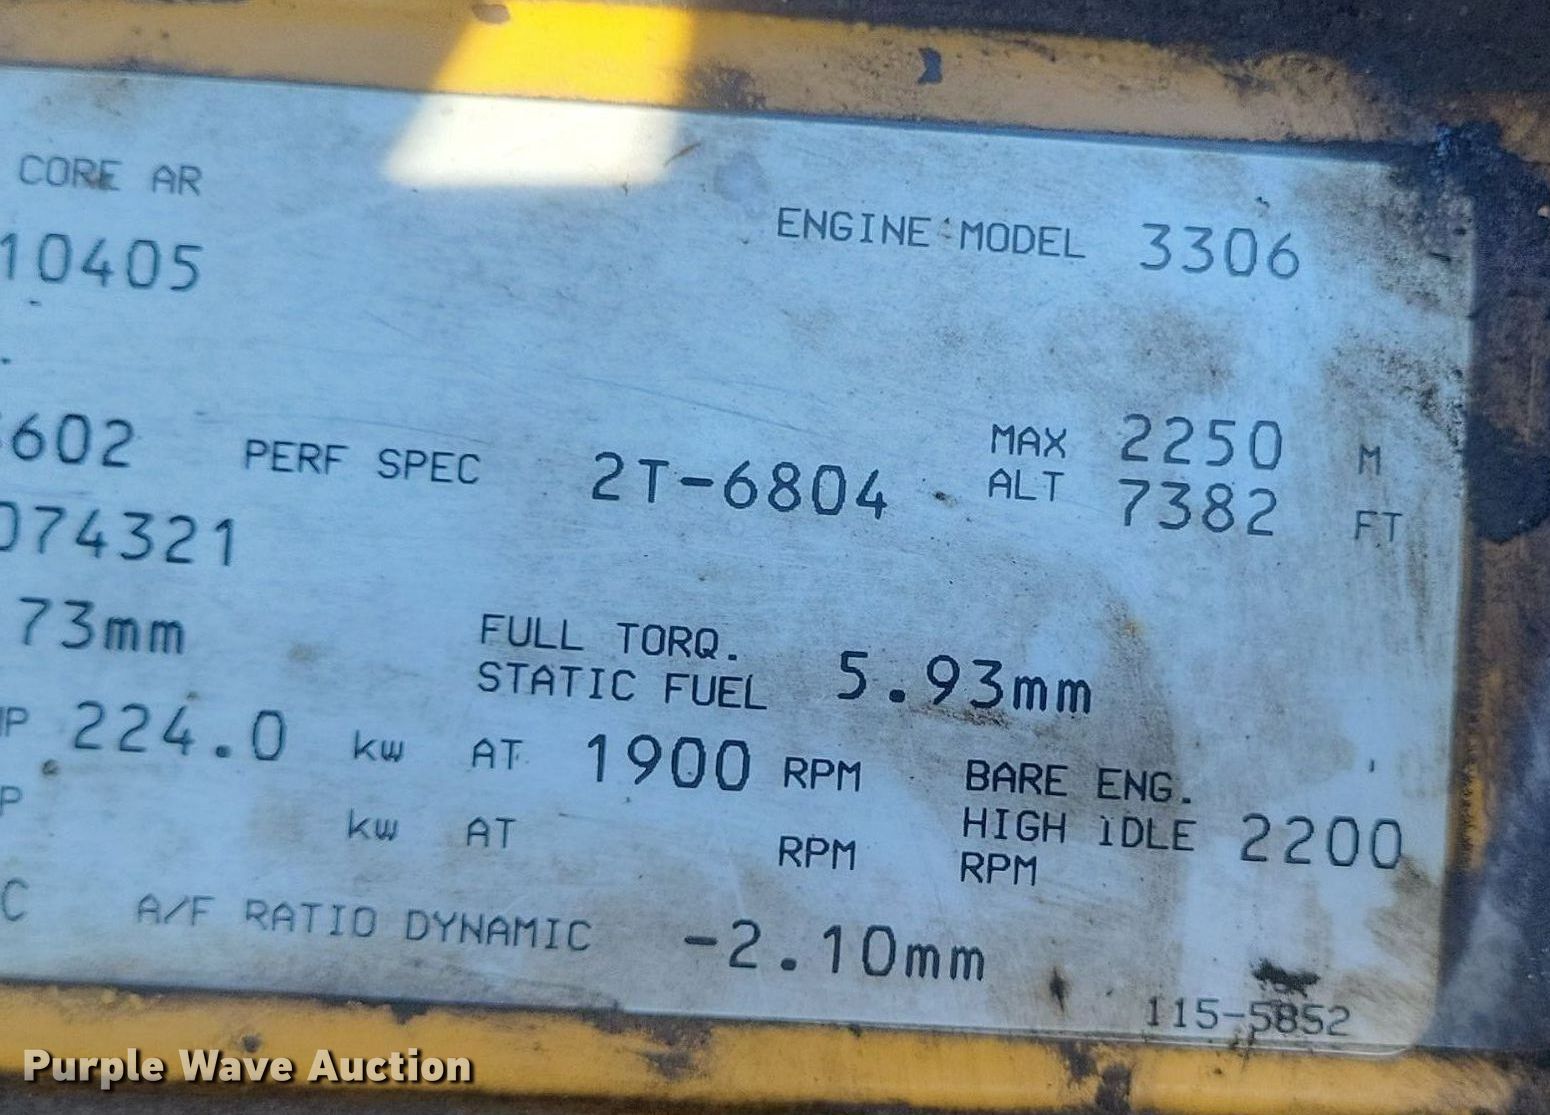 CORE AR
10405
ENGINE MODEL 3306
602 PERF SPEC 2T-6804
MAX ALT 2250 M
7382 FT
074321
73mm
FULL TORQ. STATIC FUEL 5.93mm
224.0 kw AT 1900 RPM
BARE ENG. HIGH IDLE RPM 2200
P kw AT RPM
C A/F RATIO DYNAMIC -2.10mm
115-5852
Purple Wave Auction